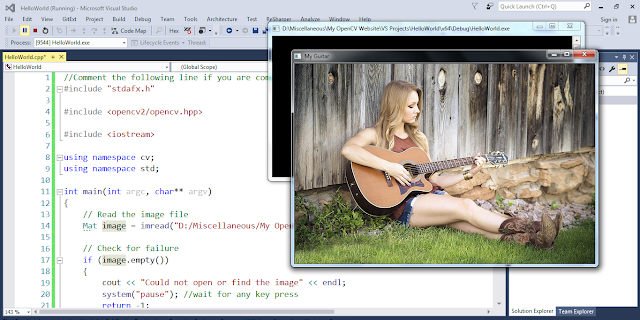 HelloWorld (Running) - Microsoft Visual Studio
Quick Launch (Ctrl+Q)
File Edit View Project Build Debug Team Tools Test ReSharper Analyze Window Help
Sign in
Code Map
Hex
Process: [9544] HelloWorld.exe
Lifecycle Events
Thread:
D:\Miscellaneous\My OpenCV Website\VS Projects\HelloWorld\x64\Debug\HelloWorld.exe
My Guitar
HelloWorld.cpp*
HelloWorld
(Global Scope)
1 //Comment the following line if you are com
2 #include "stdafx.h"
3
4 #include <opencv2/opencv.hpp>
5
6 #include <iostream>
7
8 using namespace cv;
9 using namespace std;
10
11 int main(int argc, char** argv)
12 {
13 // Read the image file
14 Mat image = imread("D:/Miscellaneous/My Ope
15
16 // Check for failure
17 if (image.empty())
18 {
19 cout << "Could not open or find the image" << endl;
20 system("pause"); //wait for any key press
21 return -1;
143 %
Solution Explorer Team Explorer